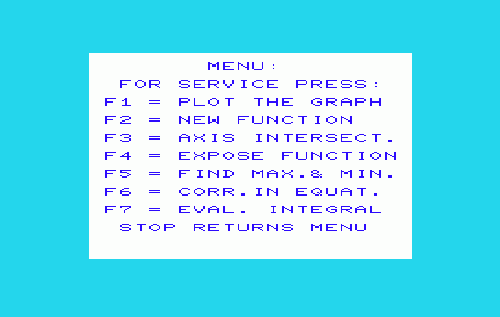 MENU:
FOR SERVICE PRESS:
F1 = PLOT THE GRAPH
F2 = NEW FUNCTION
F3 = AXIS INTERSECT.
F4 = EXPOSE FUNCTION
F5 = FIND MAX.& MIN.
F6 = CORR.IN EQUAT.
F7 = EVAL. INTEGRAL
STOP RETURNS MENU